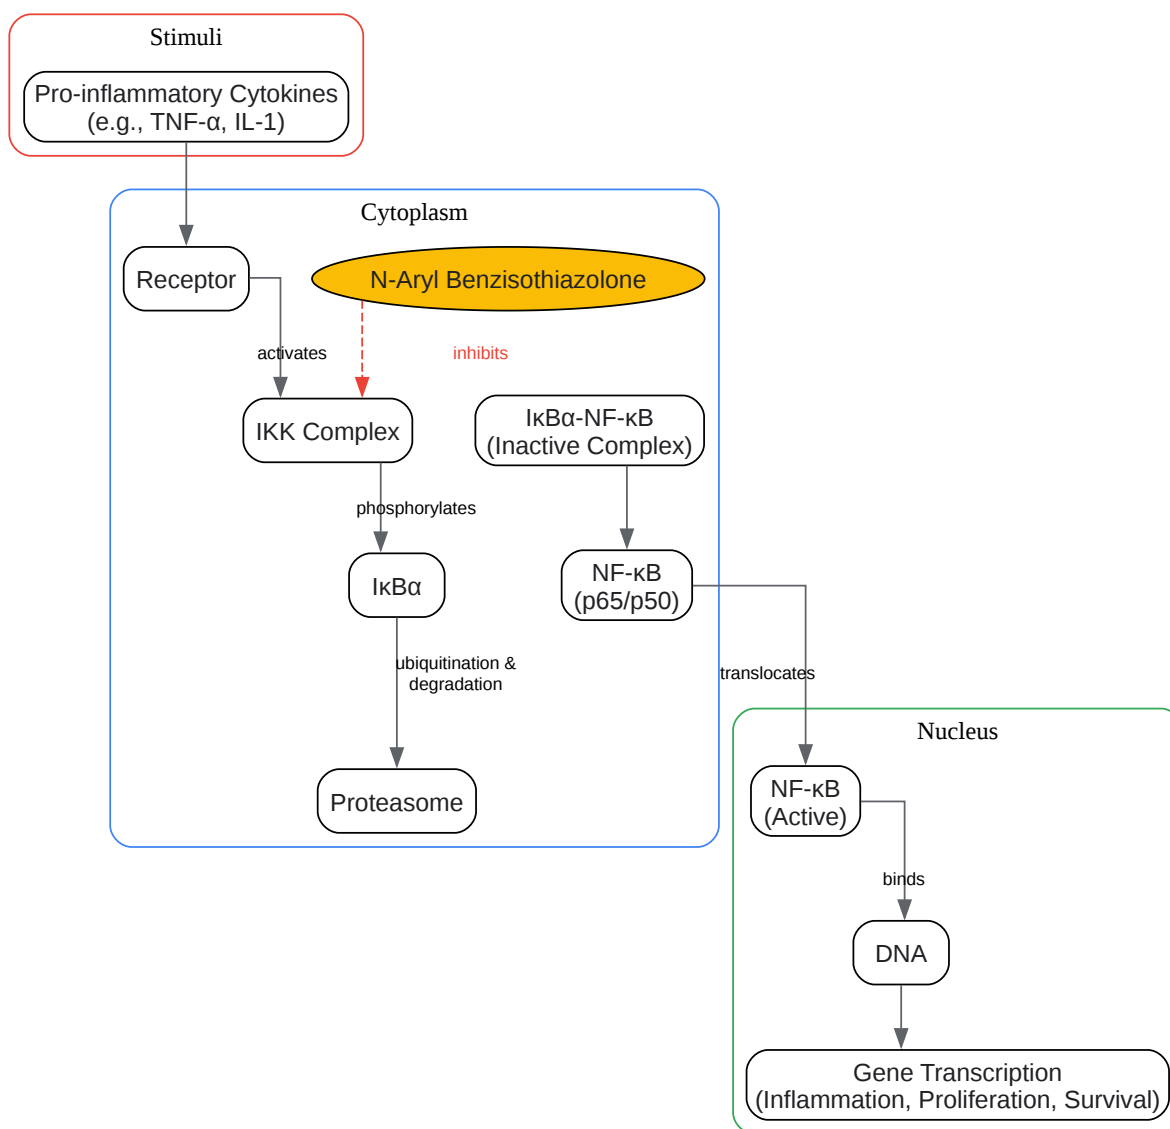 Stimuli
Pro-inflammatory Cytokines
(e.g., TNF-α, IL-1)
Cytoplasm
Receptor
N-Aryl Benzisothiazolone
activates
inhibits
IKK Complex
IκBα-NF-κB
(Inactive Complex)
phosphorylates
IκBα
NF-κB
(p65/p50)
ubiquitination &
degradation
translocates
Proteasome
Nucleus
NF-κB
(Active)
binds
DNA
Gene Transcription
(Inflammation, Proliferation, Survival)